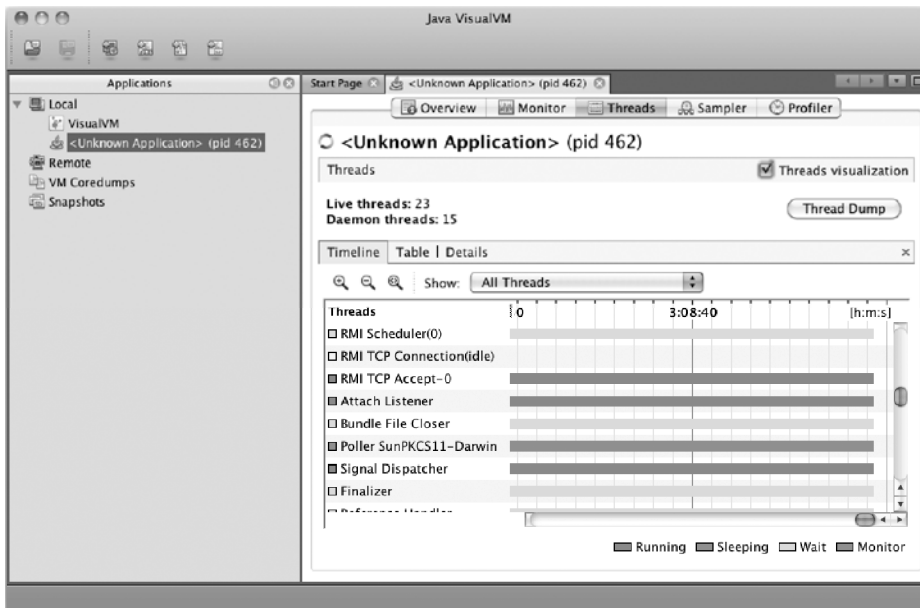 Java VisualVM
Applications
Local
VisualVM
<Unknown Application> (pid 462)
Remote
VM Coredumps
Snapshots
Start Page
<Unknown Application> (pid 462)
Overview
Monitor
Threads
Sampler
Profiler
<Unknown Application> (pid 462)
Threads
Threads visualization
Live threads: 23
Daemon threads: 15
Thread Dump
Timeline
Table
Details
Show:
All Threads
Threads
0
3:08:40
[h:m:s]
RMI Scheduler(0)
RMI TCP Connection(idle)
RMI TCP Accept-0
Attach Listener
Bundle File Closer
Poller SunPKCS11-Darwin
Signal Dispatcher
Finalizer
Reference Handler
Running
Sleeping
Wait
Monitor